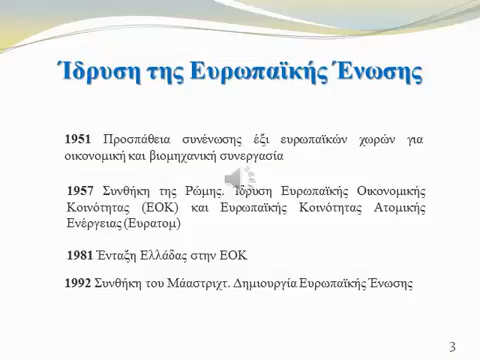 Ίδρυση της Ευρωπαϊκής Ένωσης
1951 Προσπάθεια συνένωσης έξι ευρωπαϊκών χωρών για
οικονομική και βιομηχανική συνεργασία
1957 Συνθήκη της Ρώμης. Ίδρυση Ευρωπαϊκής Οικονομικής
Κοινότητας (ΕΟΚ) και Ευρωπαϊκής Κοινότητας Ατομικής
Ενέργειας (Ευρατομ)
1981 Ένταξη Ελλάδας στην ΕΟΚ
1992 Συνθήκη του Μάαστριχτ. Δημιουργία Ευρωπαϊκής Ένωσης
3